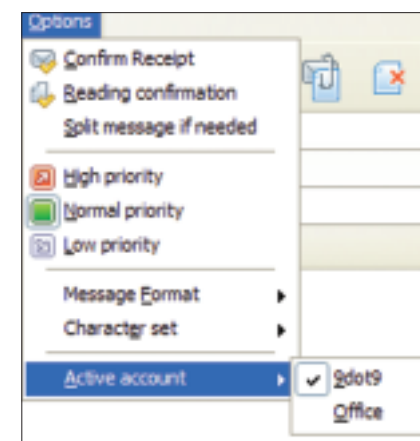 Options
Confirm Receipt
Reading confirmation
Split message if needed
High priority
Normal priority
Low priority
Message Format
Character set
Active account
9dot9
Office